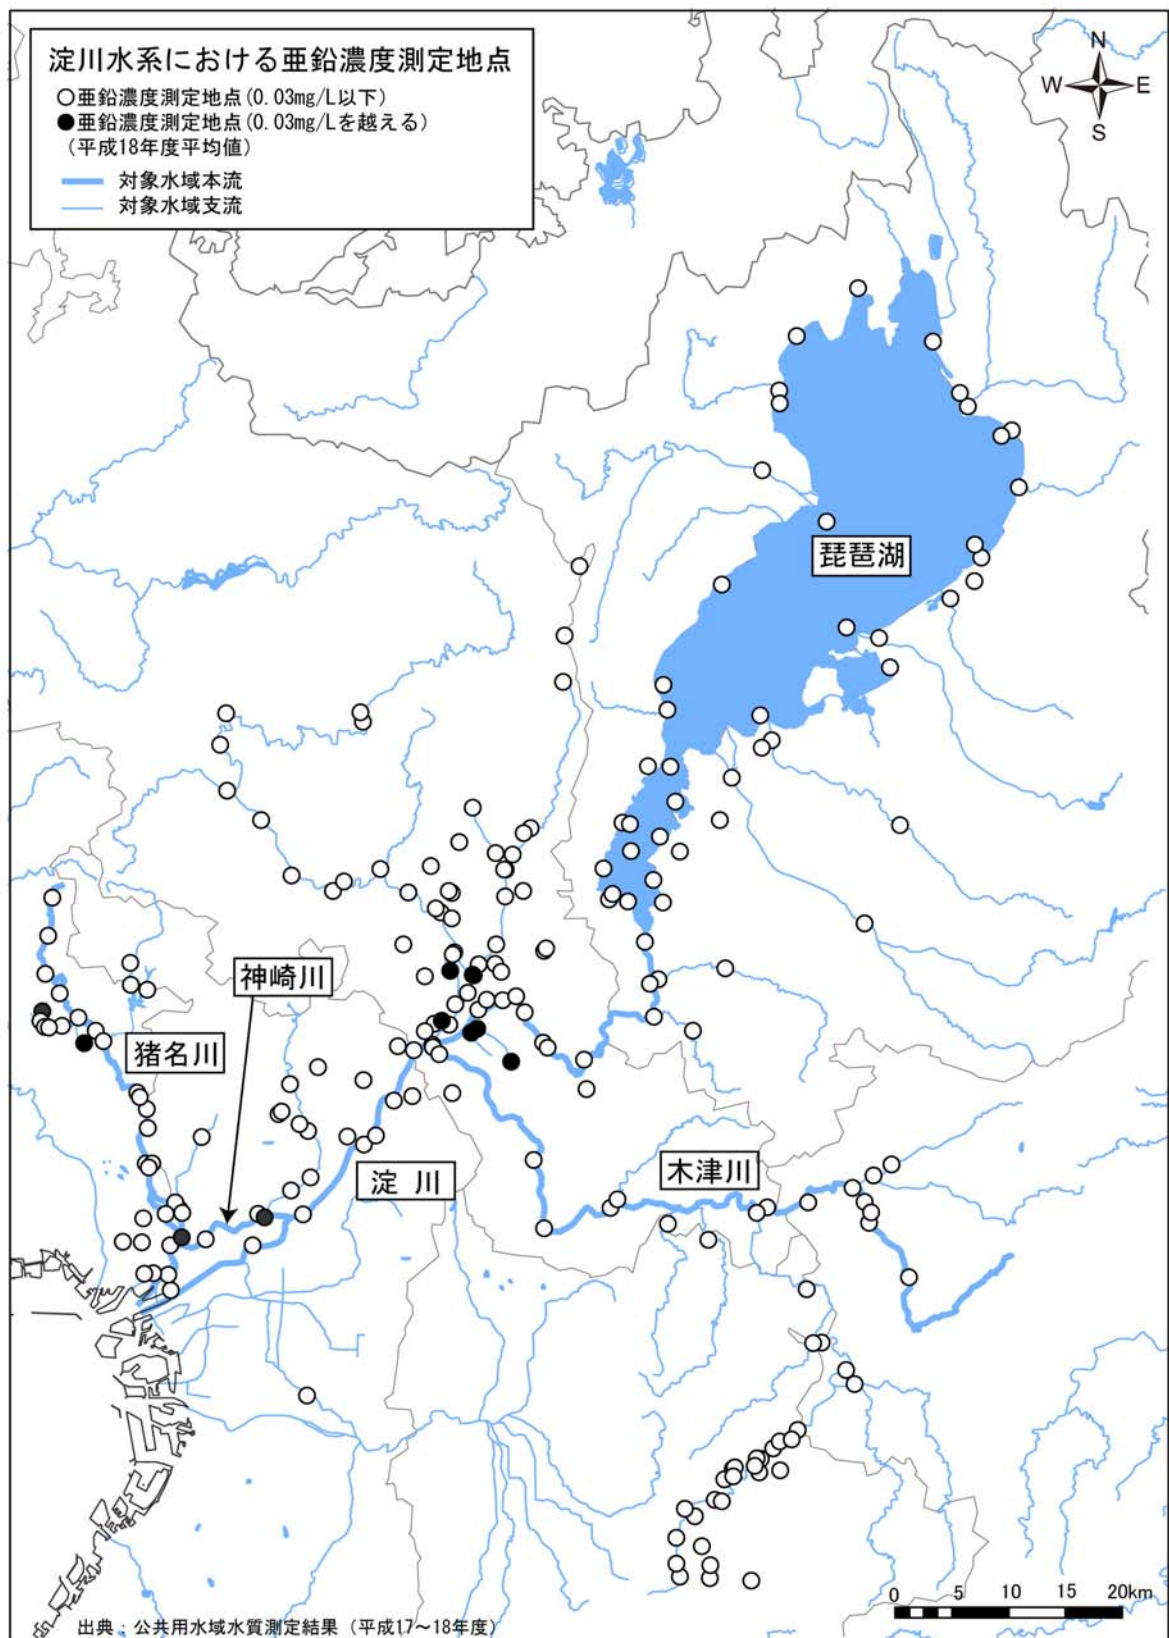 淀川水系における亜鉛濃度測定地点
○亜鉛濃度測定地点(0.03mg/L以下)
●亜鉛濃度測定地点(0.03mg/Lを越える)
(平成18年度平均値)
対象水域本流
対象水域支流
N
W E
S
琵琶湖
神崎川
猪名川
淀 川
木津川
0 5 10 15 20km
出典：公共用水域水質測定結果（平成17～18年度）